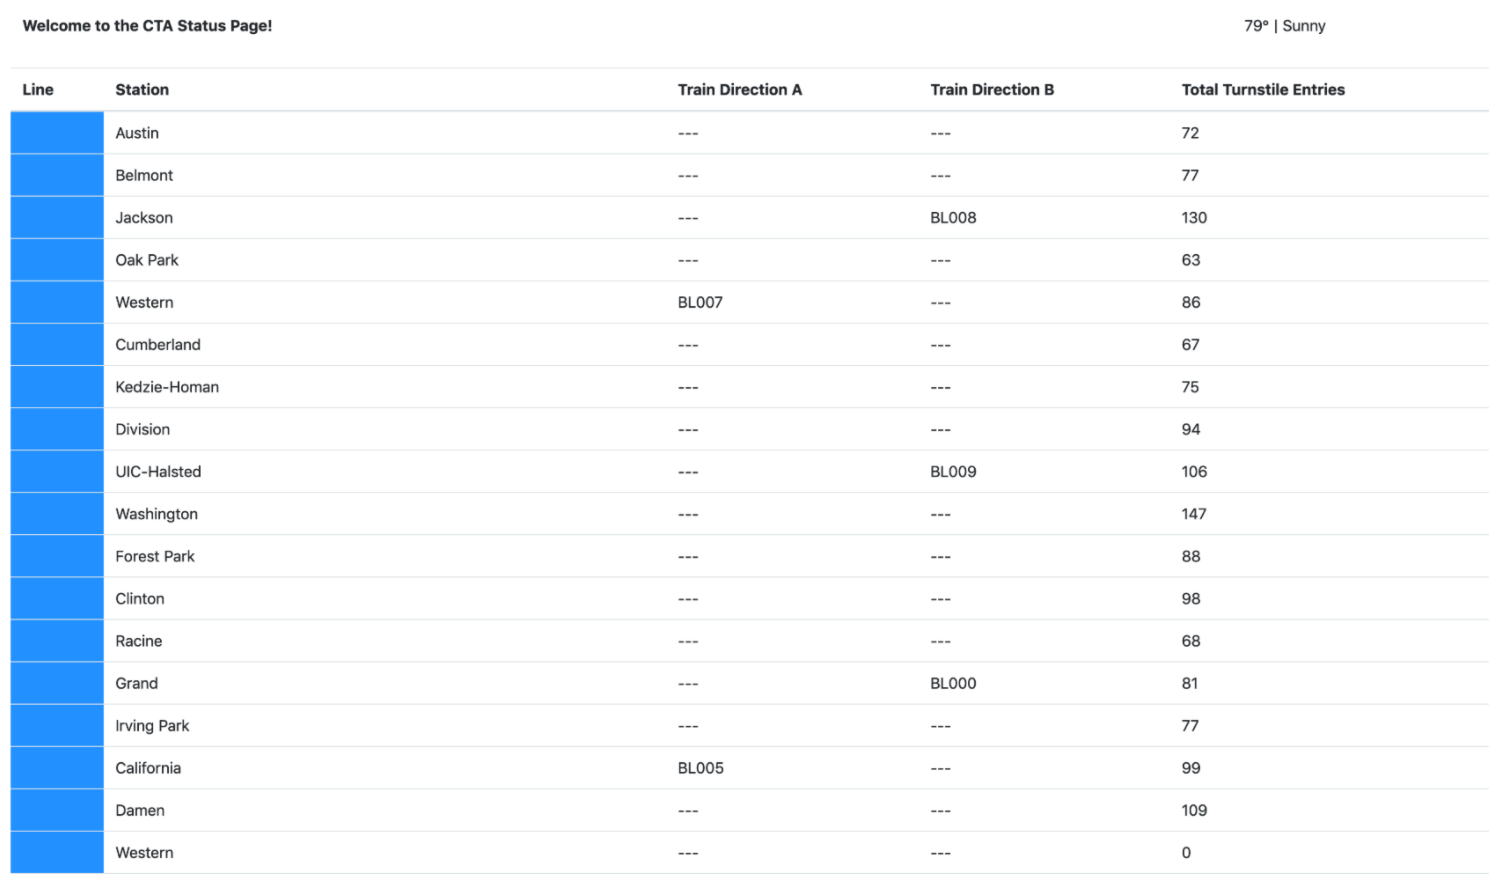 Welcome to the CTA Status Page! 79° | Sunny
Line Station Train Direction A Train Direction B Total Turnstile Entries
Austin --- --- 72
Belmont --- --- 77
Jackson --- BL008 130
Oak Park --- --- 63
Western BL007 --- 86
Cumberland --- --- 67
Kedzie-Homan --- --- 75
Division --- --- 94
UIC-Halsted --- BL009 106
Washington --- --- 147
Forest Park --- --- 88
Clinton --- --- 98
Racine --- --- 68
Grand --- BL000 81
Irving Park --- --- 77
California BL005 --- 99
Damen --- --- 109
Western --- --- 0